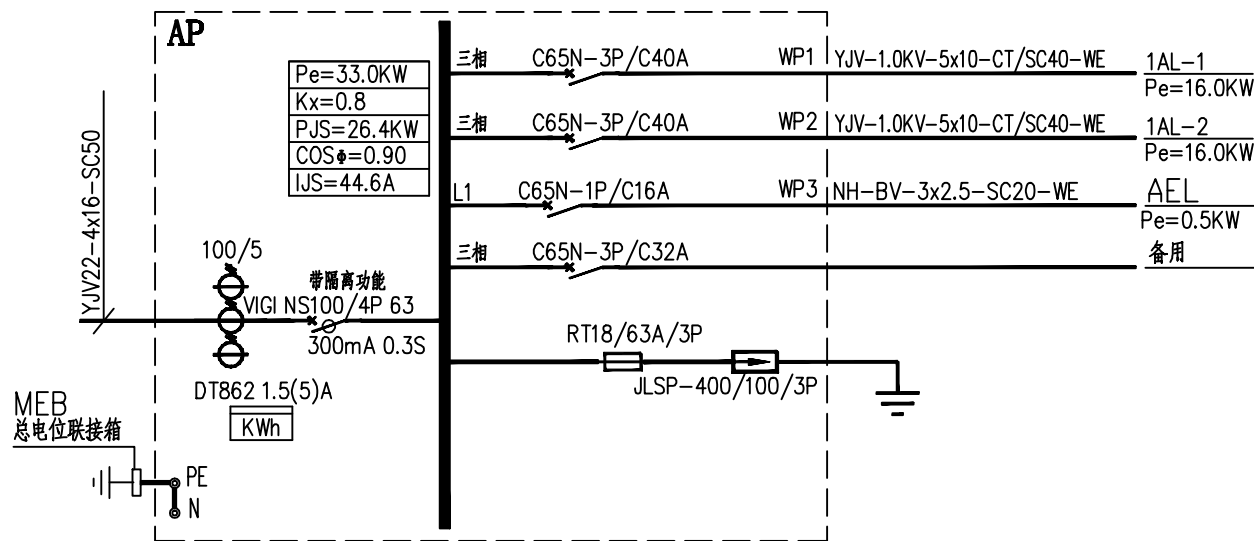 AP
Pe=33.0KW
Kx=0.8
PJS=26.4KW
COSΦ=0.90
IJS=44.6A
三相 C65N-3P/C40A WP1 YJV-1.0KV-5x10-CT/SC40-WE 1AL-1
Pe=16.0KW
三相 C65N-3P/C40A WP2 YJV-1.0KV-5x10-CT/SC40-WE 1AL-2
Pe=16.0KW
L1 C65N-1P/C16A WP3 NH-BV-3x2.5-SC20-WE AEL
Pe=0.5KW
三相 C65N-3P/C32A 备用
YJV22-4x16-SC50
100/5
带隔离功能
VIGI NS100/4P 63
300mA 0.3S
DT862 1.5(5)A
KWh
RT18/63A/3P
JLSP-400/100/3P
MEB
总电位联接箱
PE
N